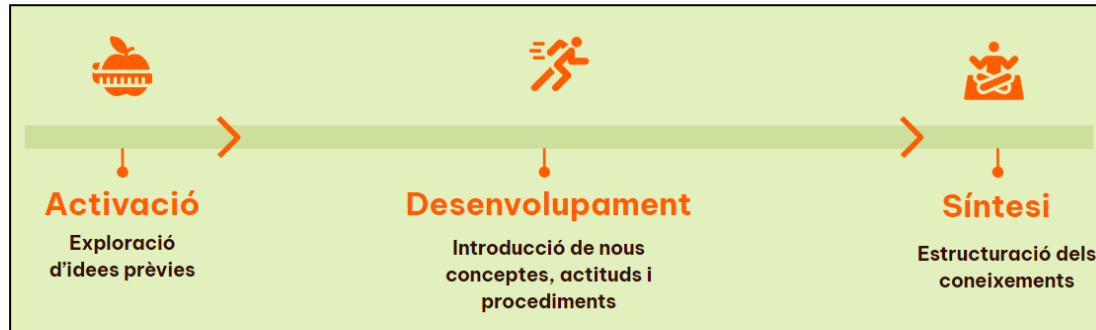 Activació
Exploració
d'idees prèvies
Desenvolupament
Introducció de nous
conceptes, actituds i
procediments
Síntesi
Estructuració dels
coneixements